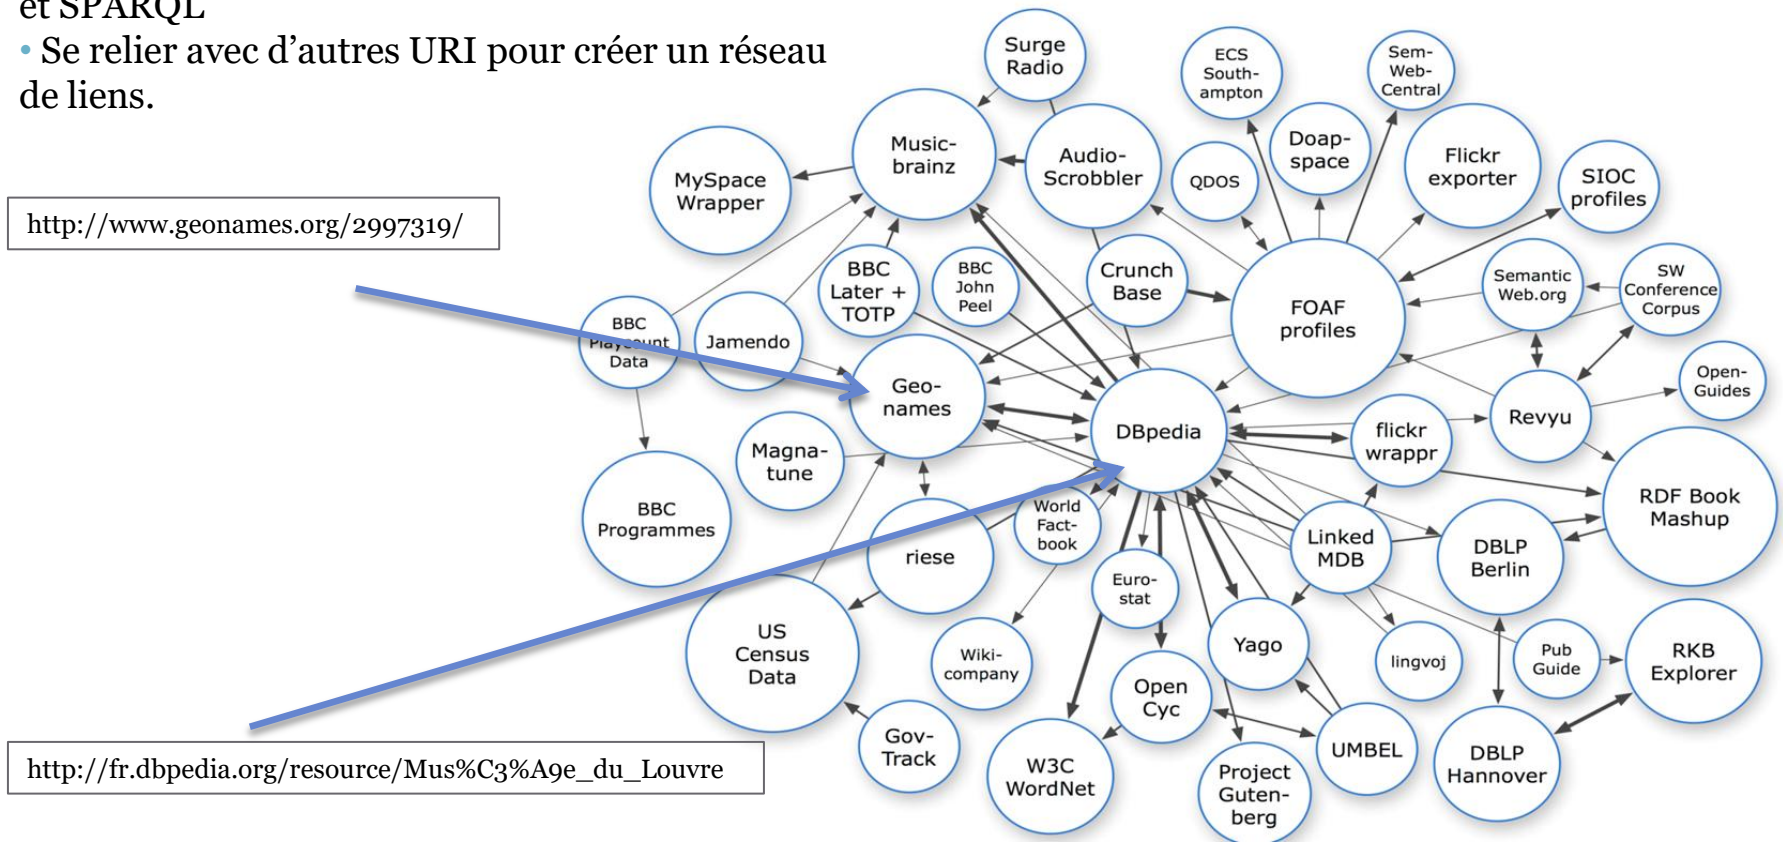 et SPARQL
• Se relier avec d'autres URI pour créer un réseau
de liens.
http://www.geonames.org/2997319/
http://fr.dbpedia.org/resource/Mus%C3%A9e_du_Louvre
Surge
Radio
ECS
South-
ampton
Sem-
Web-
Central
Music-
brainz
Audio-
Scrobbler
Doap-
space
Flickr
exporter
MySpace
Wrapper
QDOS
SIOC
profiles
BBC
Later +
TOTP
BBC
John
Peel
Crunch
Base
FOAF
profiles
Semantic
Web.org
SW
Conference
Corpus
BBC
Playcount
Data
Jamendo
Geo-
names
DBpedia
flickr
wrappr
Revyu
Open-
Guides
Magna-
tune
BBC
Programmes
riese
World
Fact-
book
Linked
MDB
DBLP
Berlin
RDF Book
Mashup
US
Census
Data
Euro-
stat
Wiki-
company
Open
Cyc
Yago
lingvoj
Pub
Guide
RKB
Explorer
Gov-
Track
W3C
WordNet
Project
Guten-
berg
UMBEL
DBLP
Hannover